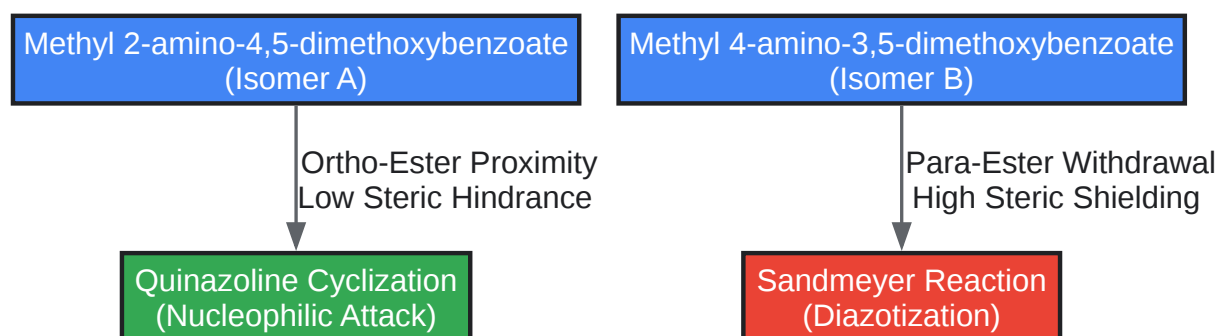 Methyl 2-amino-4,5-dimethoxybenzoate
(Isomer A)
Methyl 4-amino-3,5-dimethoxybenzoate
(Isomer B)
Ortho-Ester Proximity
Low Steric Hindrance
Para-Ester Withdrawal
High Steric Shielding
Quinazoline Cyclization
(Nucleophilic Attack)
Sandmeyer Reaction
(Diazotization)